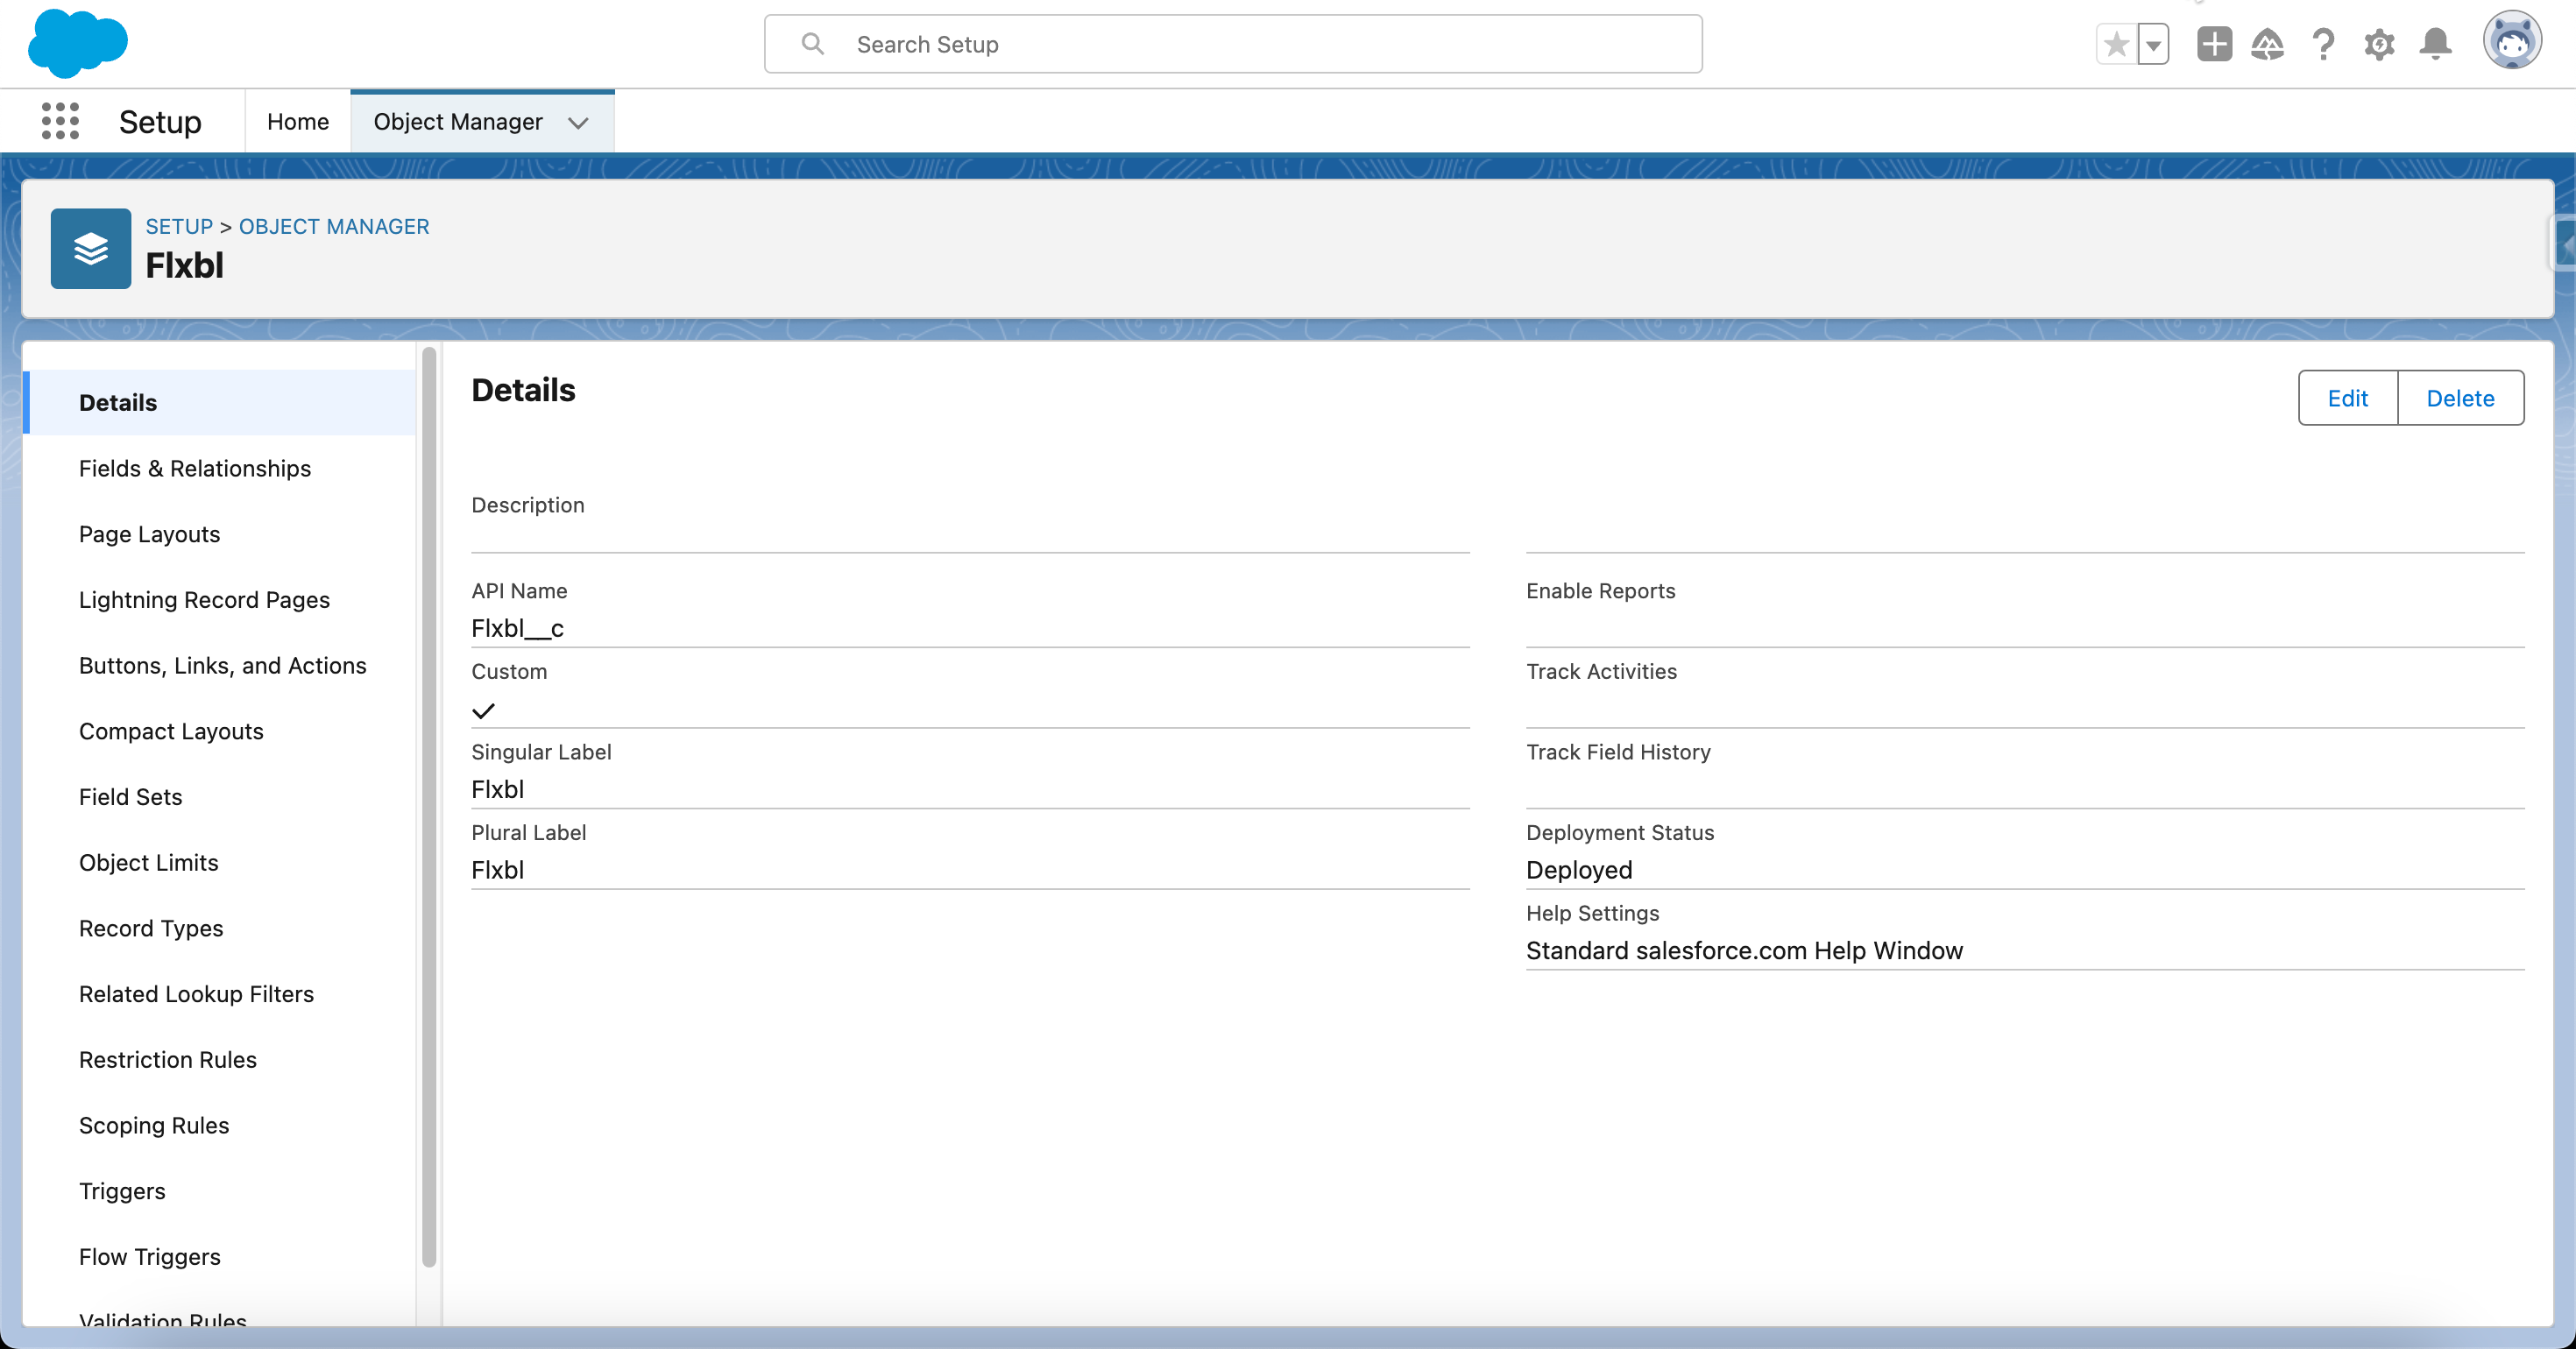 Search Setup
Setup
Home
Object Manager
SETUP > OBJECT MANAGER
Flxbl
Details
Fields & Relationships
Page Layouts
Lightning Record Pages
Buttons, Links, and Actions
Compact Layouts
Field Sets
Object Limits
Record Types
Related Lookup Filters
Restriction Rules
Scoping Rules
Triggers
Flow Triggers
Validation Rules
Details
Edit
Delete
Description
API Name
Flxbl__c
Custom
Singular Label
Flxbl
Plural Label
Flxbl
Enable Reports
Track Activities
Track Field History
Deployment Status
Deployed
Help Settings
Standard salesforce.com Help Window